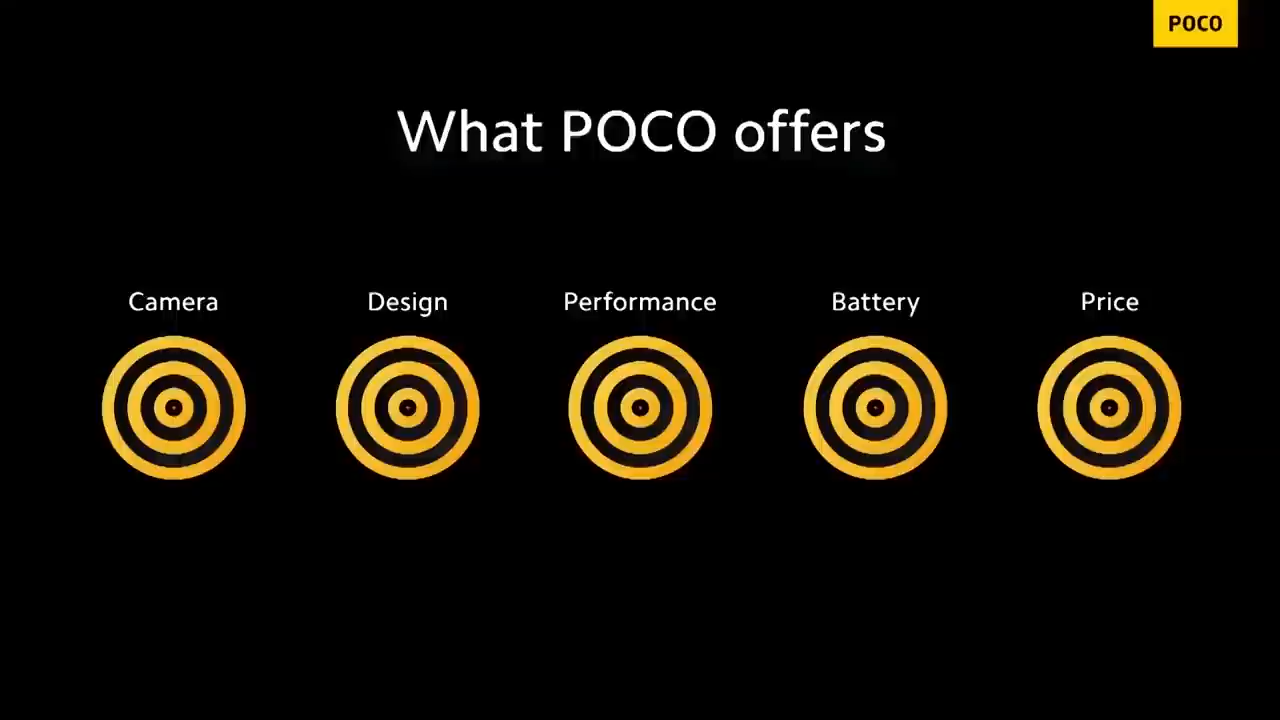 POCO
What POCO offers
Camera
Design
Performance
Battery
Price